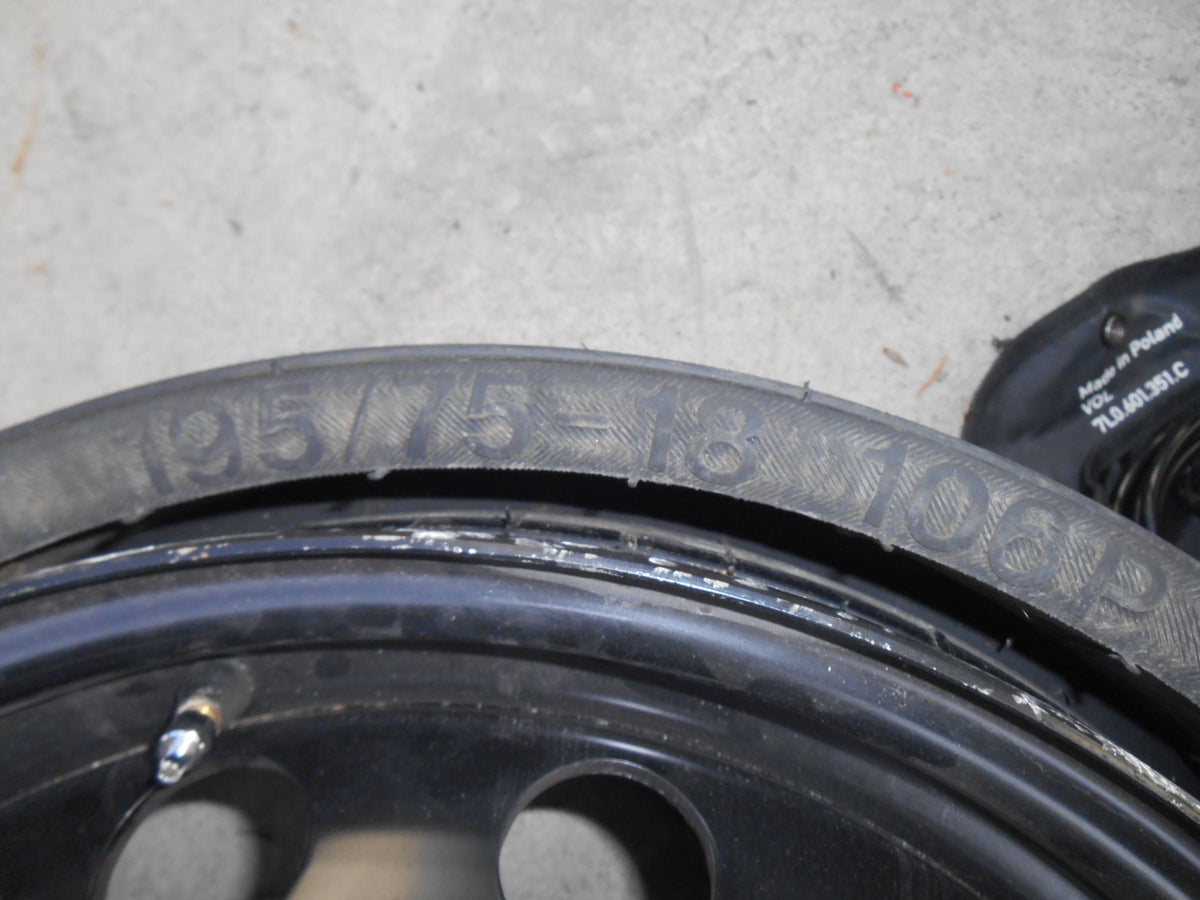 195/75-18 106P
Made in Poland
VOL
7L0.601.351.C